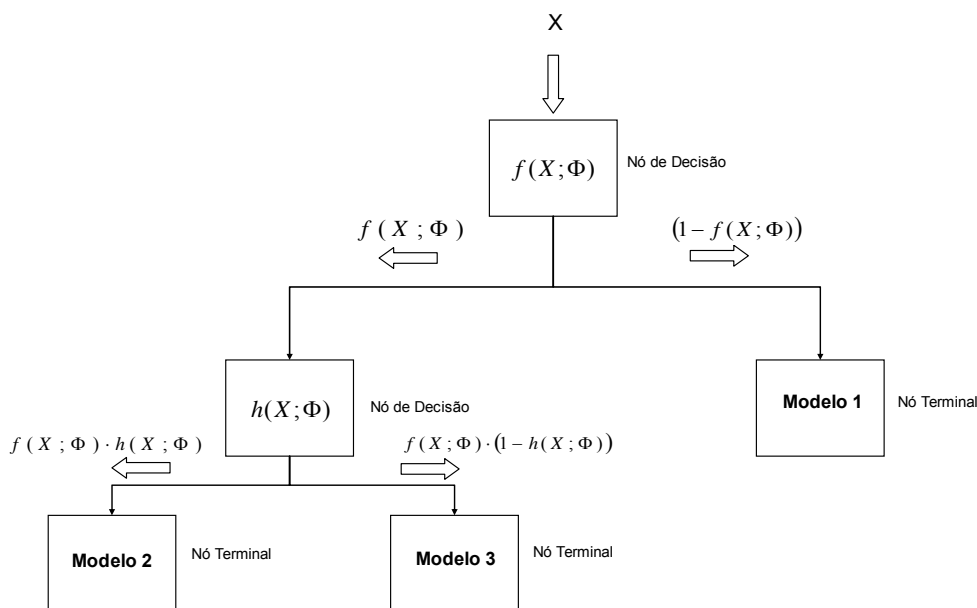 X
f(X;Φ)
Nó de Decisão
f(X;Φ)
(1−f(X;Φ))
h(X;Φ)
Nó de Decisão
Modelo 1
Nó Terminal
f(X;Φ)·h(X;Φ)
f(X;Φ)·(1−h(X;Φ))
Modelo 2
Nó Terminal
Modelo 3
Nó Terminal